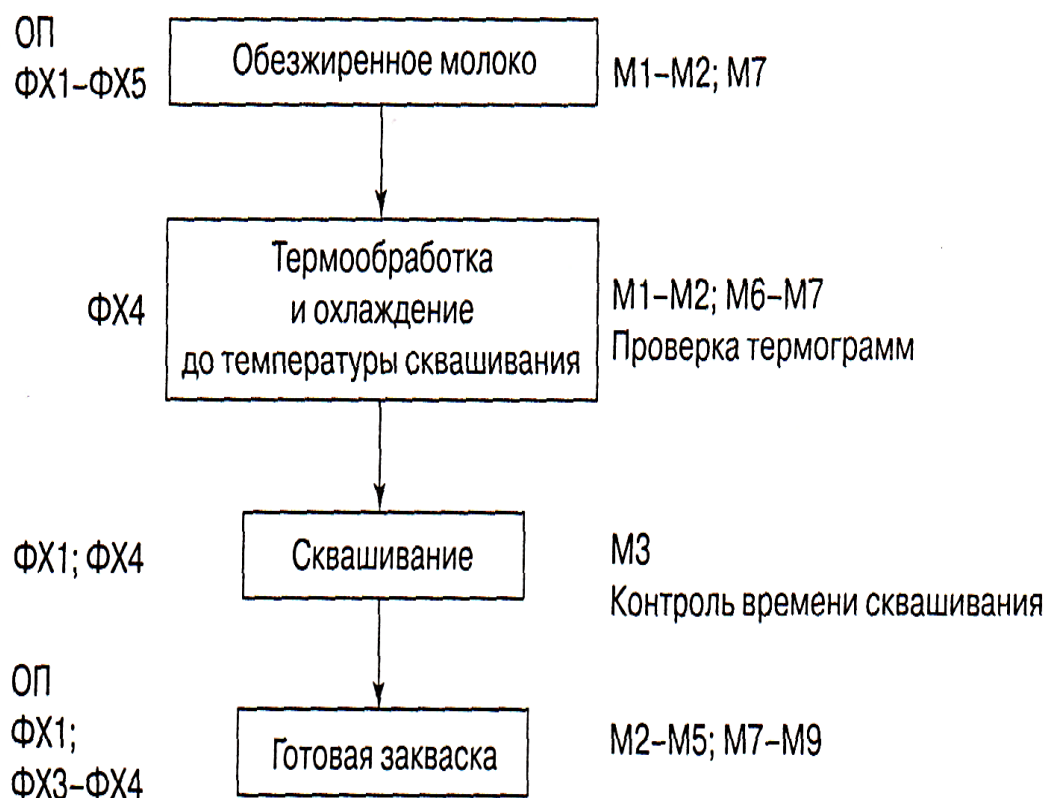 ОП
ФХ1–ФХ5
Обезжиренное молоко
М1–М2; М7
ФХ4
Термообработка
и охлаждение
до температуры сквашивания
М1–М2; М6–М7
Проверка термограмм
ФХ1; ФХ4
Сквашивание
М3
Контроль времени сквашивания
ОП
ФХ1;
ФХ3–ФХ4
Готовая закваска
М2–М5; М7–М9